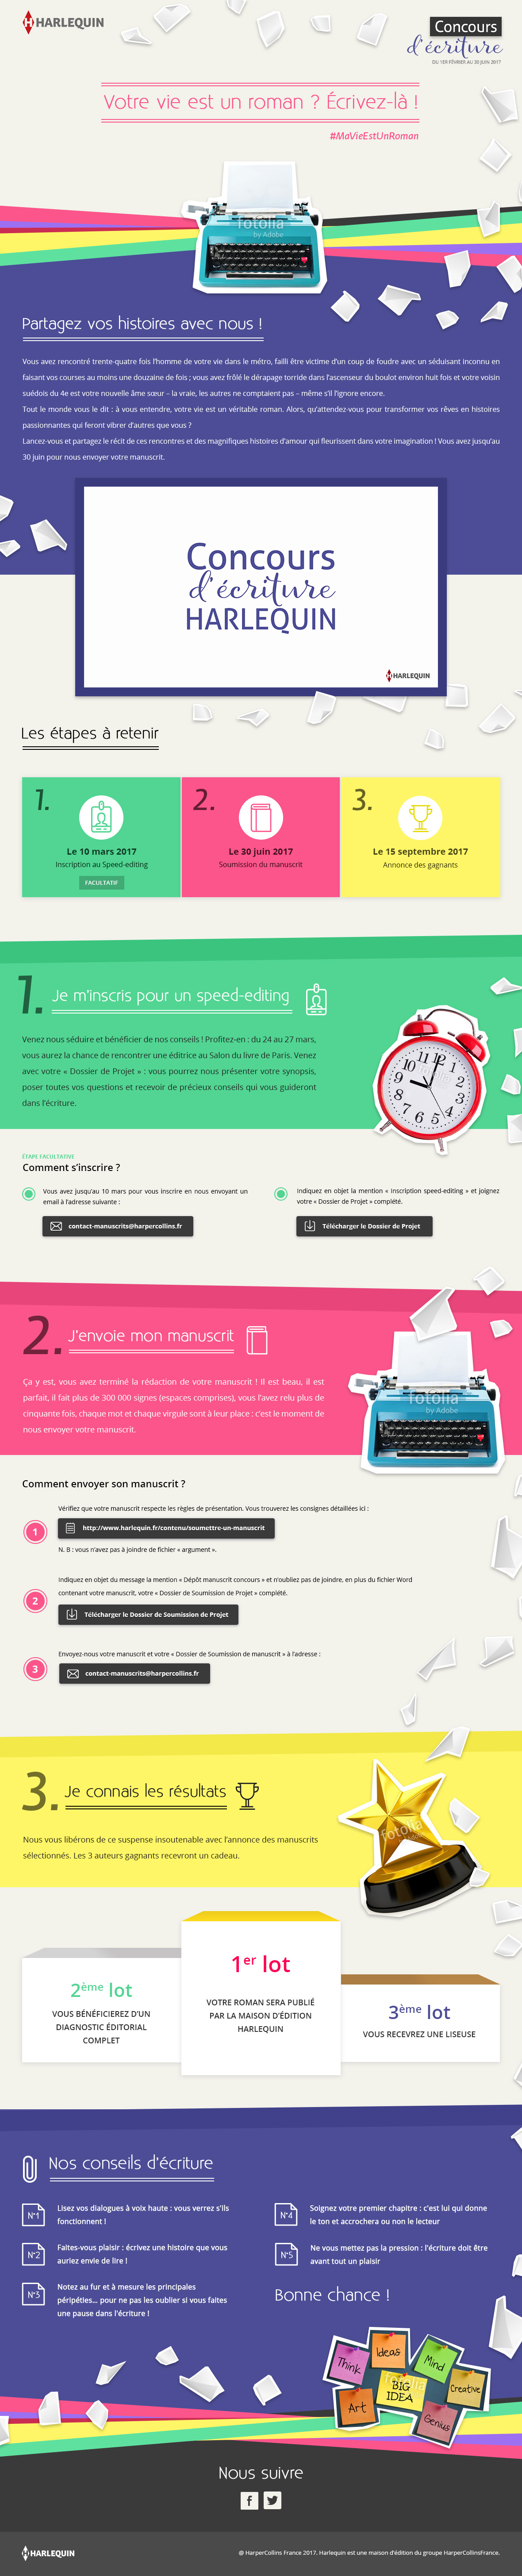 HARLEQUIN
Concours
d'écriture
DU 1ER FÉVRIER AU 30 JUIN 2017
Votre vie est un roman ? Écrivez-là !
#MaVieEstUnRoman
fotolia
by Adobe
Partagez vos histoires avec nous !
Vous avez rencontré trente-quatre fois l'homme de votre vie dans le métro, failli être victime d'un coup de foudre avec un séduisant inconnu en
faisant vos courses au moins une douzaine de fois ; vous avez frôlé le dérapage torride dans l'ascenseur du boulot environ huit fois et votre voisin
suédois du 4e est votre nouvelle âme sœur – la vraie, les autres ne comptaient pas – même s'il l'ignore encore.
Tout le monde vous le dit : à vous entendre, votre vie est un véritable roman. Alors, qu'attendez-vous pour transformer vos rêves en histoires
passionnantes qui feront vibrer d'autres que vous ?
Lancez-vous et partagez le récit de ces rencontres et des magnifiques histoires d'amour qui fleurissent dans votre imagination ! Vous avez jusqu'au
30 juin pour nous envoyer votre manuscrit.
Concours
d'écriture
HARLEQUIN
HARLEQUIN
Les étapes à retenir
1.
Le 10 mars 2017
Inscription au Speed-editing
FACULTATIF
2.
Le 30 juin 2017
Soumission du manuscrit
3.
Le 15 septembre 2017
Annonce des gagnants
1. Je m'inscris pour un speed-editing
Venez nous séduire et bénéficier de nos conseils ! Profitez-en : du 24 au 27 mars,
vous aurez la chance de rencontrer une éditrice au Salon du livre de Paris. Venez
avec votre « Dossier de Projet » : vous pourrez nous présenter votre synopsis,
poser toutes vos questions et recevoir de précieux conseils qui vous guideront
dans l'écriture.
12
1
2
3
4
5
6
7
8
9
10
11
ÉTAPE FACULTATIVE
Comment s'inscrire ?
Vous avez jusqu'au 10 mars pour vous inscrire en nous envoyant un
email à l'adresse suivante :
contact-manuscrits@harpercollins.fr
Indiquez en objet la mention « Inscription speed-editing » et joignez
votre « Dossier de Projet » complété.
Télécharger le Dossier de Projet
2. J'envoie mon manuscrit
Ça y est, vous avez terminé la rédaction de votre manuscrit ! Il est beau, il est
parfait, il fait plus de 300 000 signes (espaces comprises), vous l'avez relu plus de
cinquante fois, chaque mot et chaque virgule sont à leur place : c'est le moment de
nous envoyer votre manuscrit.
fotolia
by Adobe
Comment envoyer son manuscrit ?
1
Vérifiez que votre manuscrit respecte les règles de présentation. Vous trouverez les consignes détaillées ici :
http://www.harlequin.fr/contenu/soumettre-un-manuscrit
N. B : vous n'avez pas à joindre de fichier « argument ».
2
Indiquez en objet du message la mention « Dépôt manuscrit concours » et n'oubliez pas de joindre, en plus du fichier Word
contenant votre manuscrit, votre « Dossier de Soumission de Projet » complété.
Télécharger le Dossier de Soumission de Projet
3
Envoyez-nous votre manuscrit et votre « Dossier de Soumission de manuscrit » à l'adresse :
contact-manuscrits@harpercollins.fr
3. Je connais les résultats
Nous vous libérons de ce suspense insoutenable avec l'annonce des manuscrits
sélectionnés. Les 3 auteurs gagnants recevront un cadeau.
fotolia
2ème lot
VOUS BÉNÉFICIEREZ D'UN
DIAGNOSTIC ÉDITORIAL
COMPLET
1er lot
VOTRE ROMAN SERA PUBLIÉ
PAR LA MAISON D'ÉDITION
HARLEQUIN
3ème lot
VOUS RECEVREZ UNE LISEUSE
Nos conseils d'écriture
N°1
Lisez vos dialogues à voix haute : vous verrez s'ils
fonctionnent !
N°2
Faites-vous plaisir : écrivez une histoire que vous
auriez envie de lire !
N°3
Notez au fur et à mesure les principales
péripéties... pour ne pas les oublier si vous faites
une pause dans l'écriture !
N°4
Soignez votre premier chapitre : c'est lui qui donne
le ton et accrochera ou non le lecteur
N°5
Ne vous mettez pas la pression : l'écriture doit être
avant tout un plaisir
Bonne chance !
Think
Ideas
Mind
Creative
BIG
IDEA
Art
Genius
Nous suivre
HARLEQUIN
@ HarperCollins France 2017. Harlequin est une maison d'édition du groupe HarperCollinsFrance.